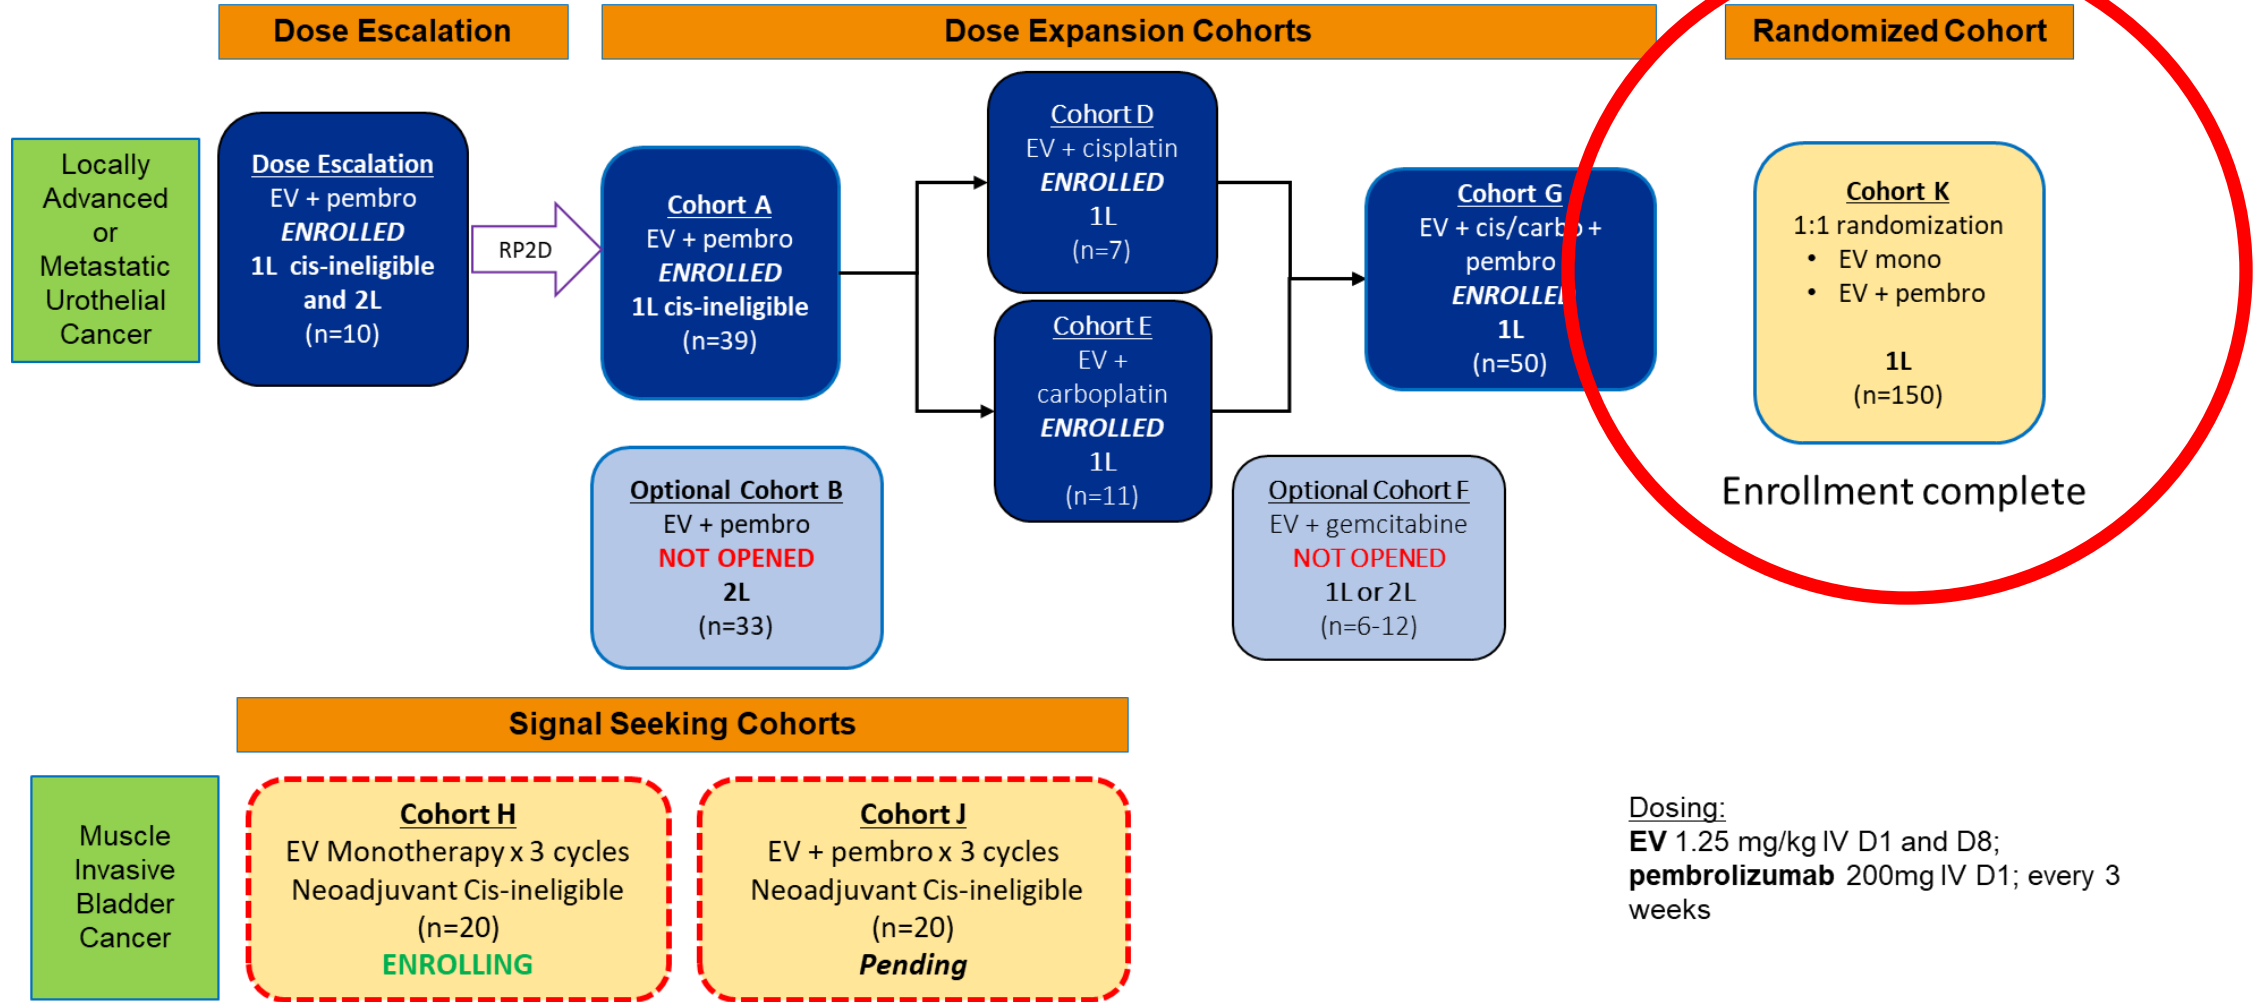 Dose Escalation
Dose Expansion Cohorts
Randomized Cohort
Locally
Advanced
or
Metastatic
Urothelial
Cancer
Dose Escalation
EV + pembro
ENROLLED
1L cis-ineligible
and 2L
(n=10)
RP2D
Cohort A
EV + pembro
ENROLLED
1L cis-ineligible
(n=39)
Cohort D
EV + cisplatin
ENROLLED
1L
(n=7)
Cohort E
EV +
carboplatin
ENROLLED
1L
(n=11)
Cohort G
EV + cis/carbo +
pembro
ENROLLED
1L
(n=50)
Cohort K
1:1 randomization
• EV mono
• EV + pembro
1L
(n=150)
Enrollment complete
Optional Cohort B
EV + pembro
NOT OPENED
2L
(n=33)
Optional Cohort F
EV + gemcitabine
NOT OPENED
1L or 2L
(n=6-12)
Signal Seeking Cohorts
Muscle
Invasive
Bladder
Cancer
Cohort H
EV Monotherapy x 3 cycles
Neoadjuvant Cis-ineligible
(n=20)
ENROLLING
Cohort J
EV + pembro x 3 cycles
Neoadjuvant Cis-ineligible
(n=20)
Pending
Dosing:
EV 1.25 mg/kg IV D1 and D8;
pembrolizumab 200mg IV D1; every 3
weeks